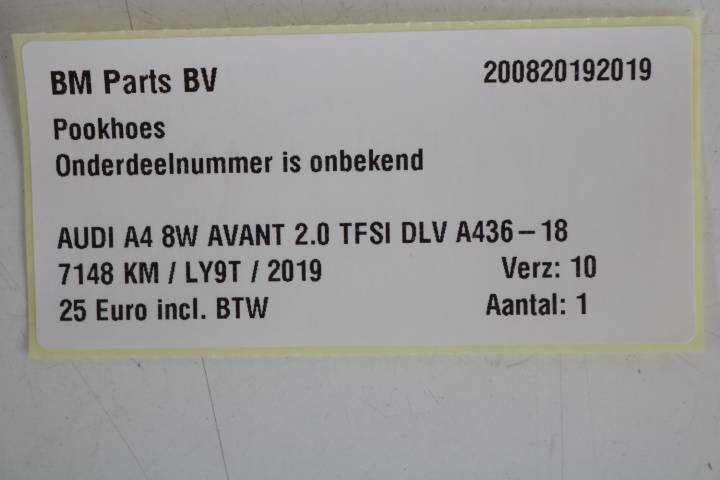 BM Parts BV 200820192019
Pookhoes
Onderdeelnummer is onbekend
AUDI A4 8W AVANT 2.0 TFSI DLV A436-18
7148 KM / LY9T / 2019 Verz: 10
25 Euro incl. BTW Aantal: 1